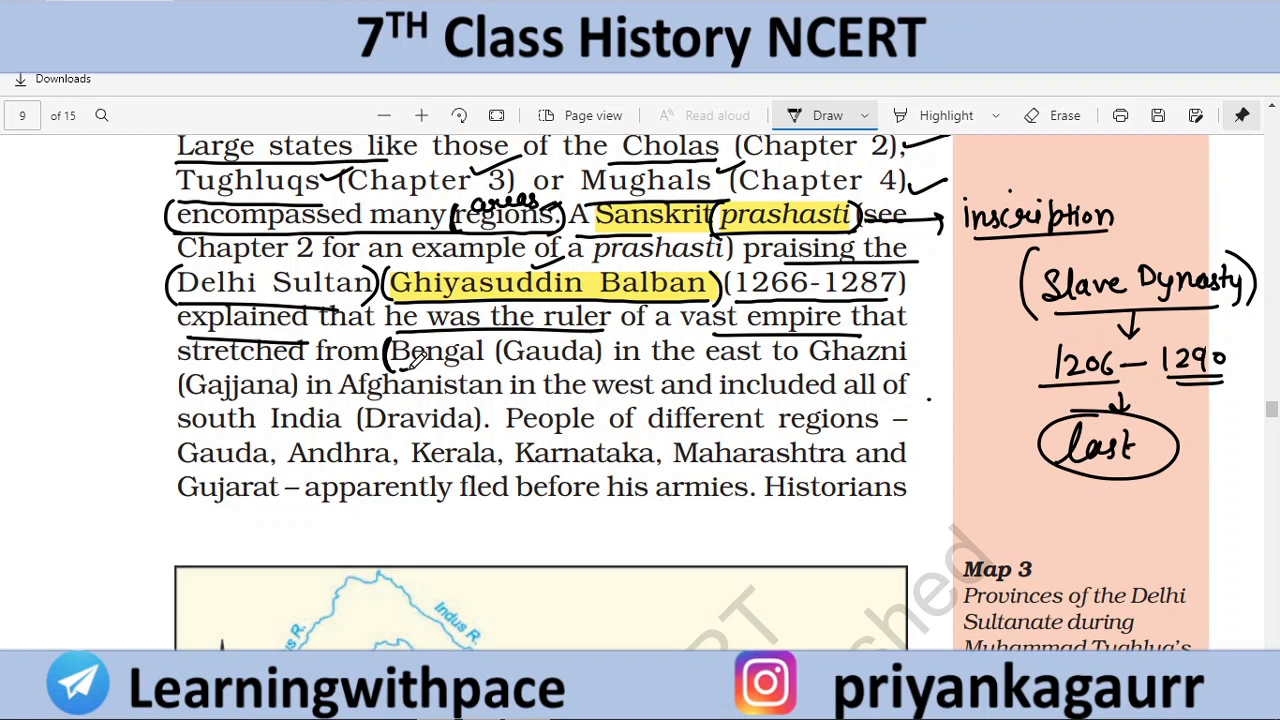 7TH Class History NCERT
Downloads
9 of 15 Page view Read aloud Draw Highlight Erase
Large states like those of the Cholas (Chapter 2),
Tughluqs (Chapter 3) or Mughals (Chapter 4)
areas
encompassed many regions. A Sanskrit prashasti (see
Chapter 2 for an example of a prashasti) praising the
Delhi Sultan Ghiyasuddin Balban (1266-1287)
explained that he was the ruler of a vast empire that
stretched from Bengal (Gauda) in the east to Ghazni
(Gajjana) in Afghanistan in the west and included all of
south India (Dravida). People of different regions –
Gauda, Andhra, Kerala, Karnataka, Maharashtra and
Gujarat – apparently fled before his armies. Historians
inscription
(Slave Dynasty)
1206 – 1290
last
Indus R.
us R.
Map 3
Provinces of the Delhi
Sultanate during
Muhammad Tughluq's
Learningwithpace
priyankagaurr